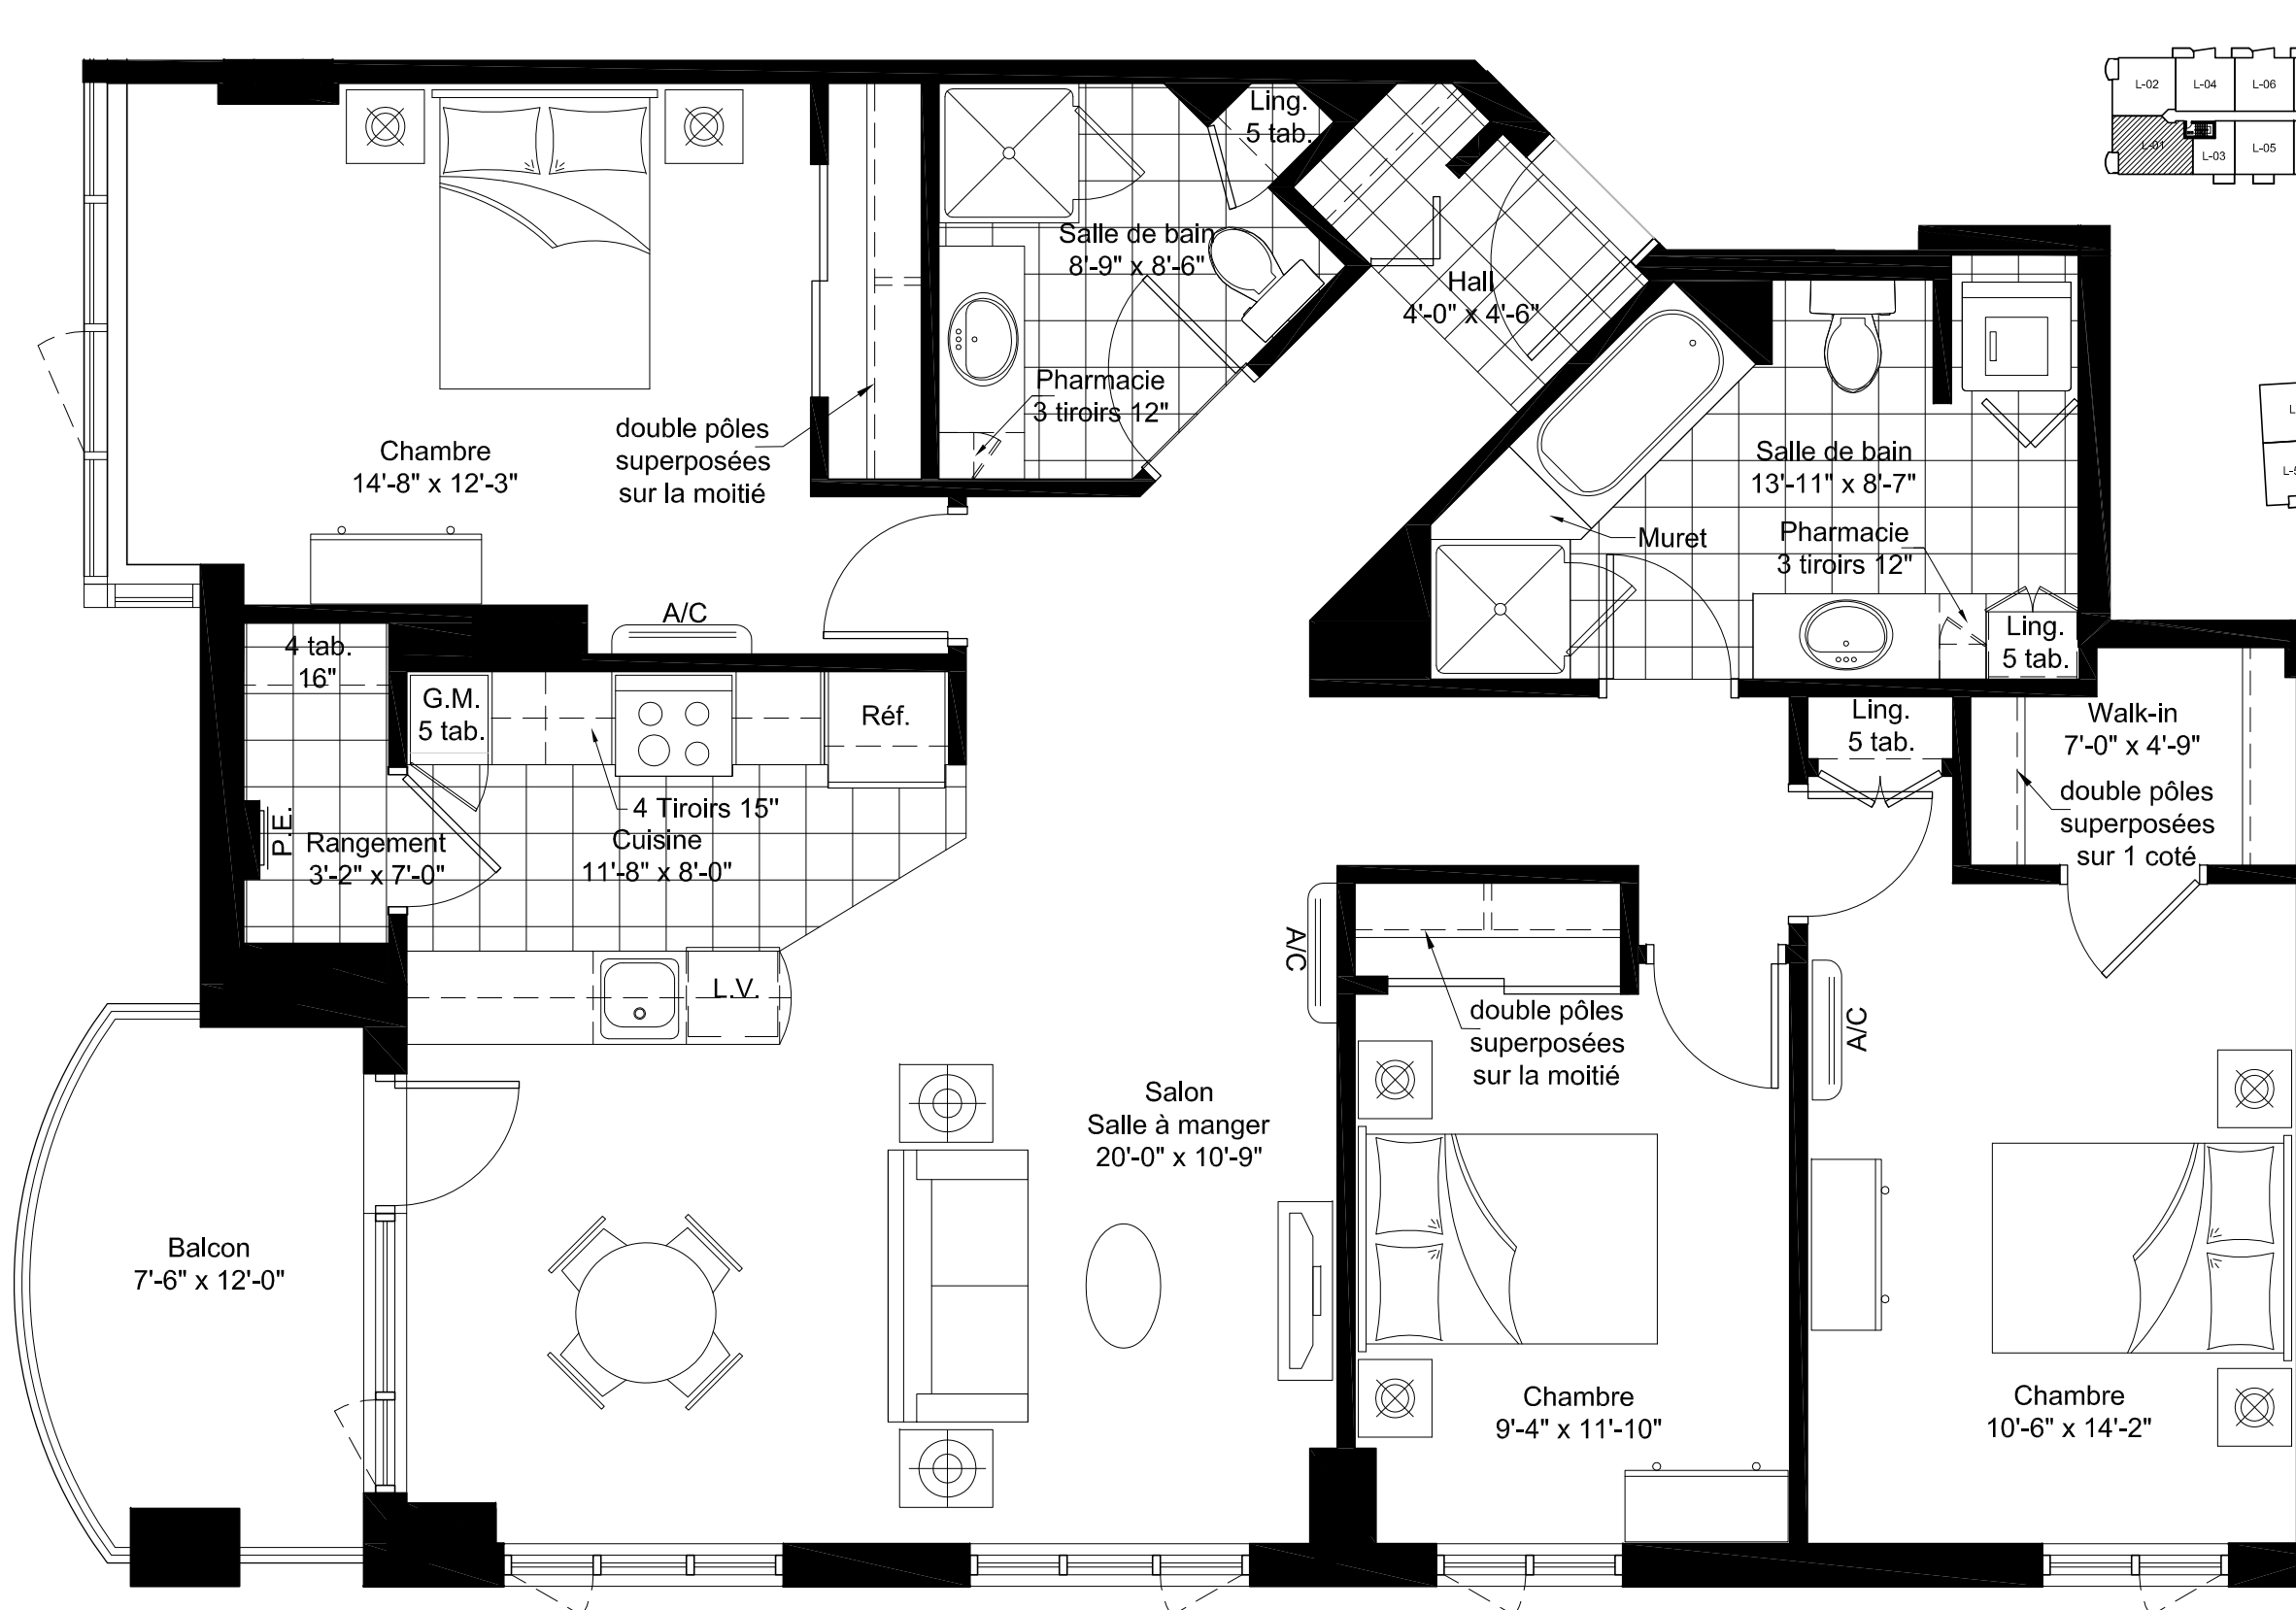 Ling.
5 tab.
L-02
L-04
L-06
L-01
L-03
L-05
Salle de bain
8'-9" x 8'-6"
Hall
4'-0" x 4'-6"
Pharmacie
3 tiroirs 12"
double pôles
superposées
sur la moitié
Chambre
14'-8" x 12'-3"
Salle de bain
13'-11" x 8'-7"
Muret
Pharmacie
3 tiroirs 12"
Ling.
5 tab.
A/C
4 tab.
16"
G.M.
5 tab.
Réf.
4 Tiroirs 15"
P.E.
Rangement
3'-2" x 7'-0"
Cuisine
11'-8" x 8'-0"
L.V.
Ling.
5 tab.
Walk-in
7'-0" x 4'-9"
double pôles
superposées
sur 1 coté
A/C
double pôles
superposées
sur la moitié
A/C
Salon
Salle à manger
20'-0" x 10'-9"
Balcon
7'-6" x 12'-0"
Chambre
9'-4" x 11'-10"
Chambre
10'-6" x 14'-2"